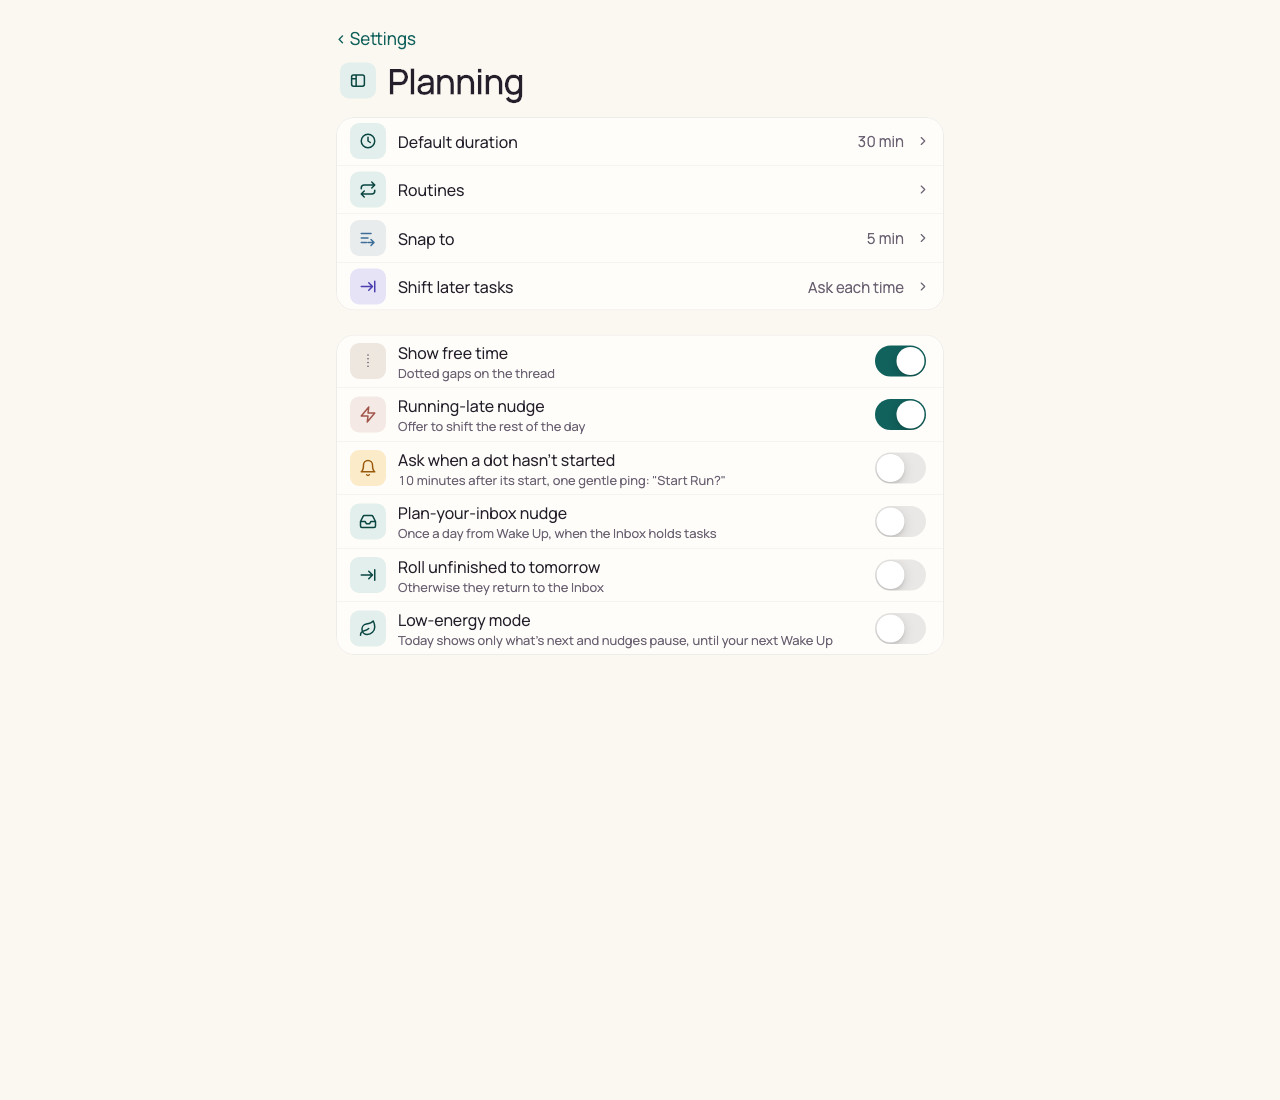 Settings
Planning
Default duration 30 min
Routines
Snap to 5 min
Shift later tasks Ask each time
Show free time
Dotted gaps on the thread
Running-late nudge
Offer to shift the rest of the day
Ask when a dot hasn't started
10 minutes after its start, one gentle ping: "Start Run?"
Plan-your-inbox nudge
Once a day from Wake Up, when the Inbox holds tasks
Roll unfinished to tomorrow
Otherwise they return to the Inbox
Low-energy mode
Today shows only what's next and nudges pause, until your next Wake Up